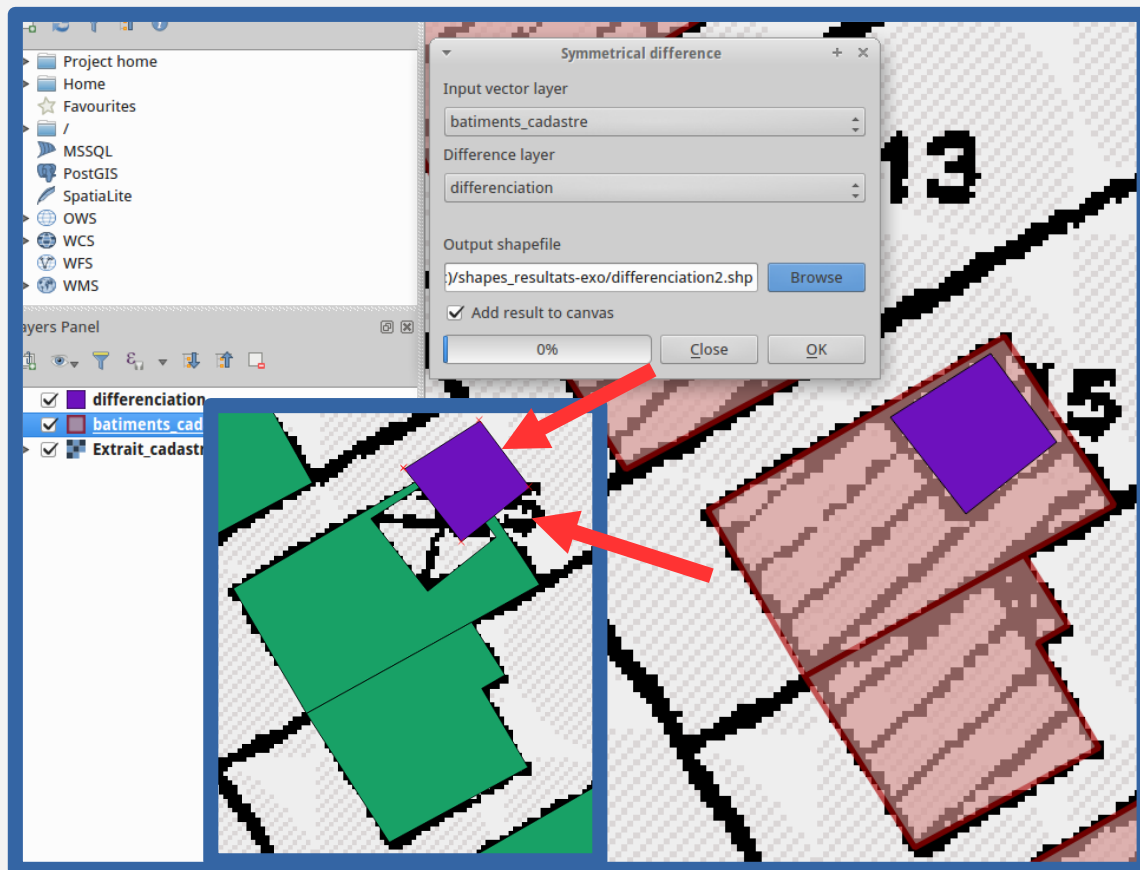 Project home
Home
Favourites
/
MSSQL
PostGIS
SpatiaLite
OWS
WCS
WFS
WMS
ayers Panel
differenciation
batiments_cad
Extrait_cadastr
Symmetrical difference
Input vector layer
batiments_cadastre
Difference layer
differenciation
Output shapefile
:)/shapes_resultats-exo/differenciation2.shp
Browse
Add result to canvas
0%
Close
OK
13
5